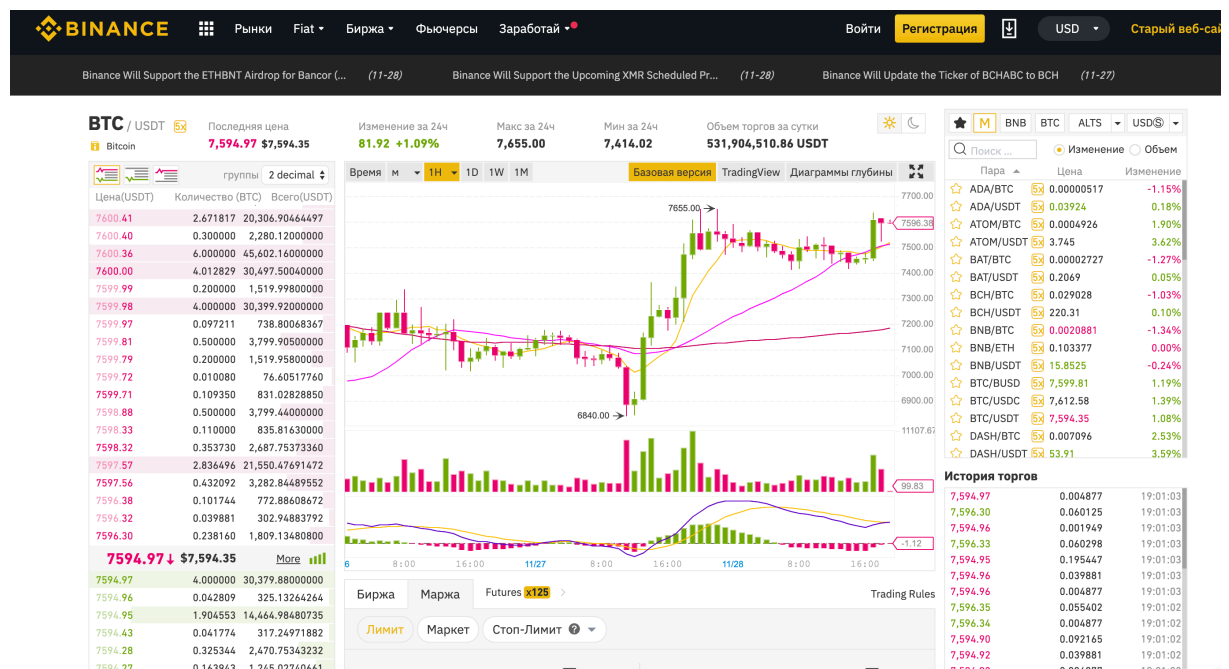 BINANCE Рынки Fiat Биржа Фьючерсы Заработай Войти Регистрация USD Старый веб-сай
Binance Will Support the ETHBNT Airdrop for Bancor (... (11-28) Binance Will Support the Upcoming XMR Scheduled Pr... (11-28) Binance Will Update the Ticker of BCHABC to BCH (11-27)
BTC / USDT 5x
Bitcoin
Последняя цена
7,594.97 $7,594.35
Изменение за 24ч
81.92 +1.09%
Макс за 24ч
7,655.00
Мин за 24ч
7,414.02
Объем торгов за сутки
531,904,510.86 USDT
группы 2 decimal
Цена(USDT) Количество (BTC) Всего(USDT)
7600.41 2.671817 20,306.90464497
7600.40 0.300000 2,280.12000000
7600.36 6.000000 45,602.16000000
7600.00 4.012829 30,497.50040000
7599.99 0.200000 1,519.99800000
7599.98 4.000000 30,399.92000000
7599.97 0.097211 738.80068367
7599.81 0.500000 3,799.90500000
7599.79 0.200000 1,519.95800000
7599.72 0.010080 76.60517760
7599.71 0.109350 831.02828850
7598.88 0.500000 3,799.44000000
7598.33 0.110000 835.81630000
7598.32 0.353730 2,687.75373360
7597.57 2.836496 21,550.47691472
7597.56 0.432092 3,282.84489552
7596.38 0.101744 772.88608672
7596.32 0.039881 302.94883792
7596.30 0.238160 1,809.13480800
7594.97↓ $7,594.35 More
7594.97 4.000000 30,379.88000000
7594.96 0.042809 325.13264264
7594.95 1.904553 14,464.98480735
7594.43 0.041774 317.24971882
7594.28 0.325344 2,470.75343232
7594.27 0.163943 1,245.02740661
Время м 1H 1D 1W 1M Базовая версия TradingView Диаграммы глубины
7700.00
7655.00
7596.38
7500.00
7400.00
7300.00
7200.00
7100.00
7000.00
6900.00
6840.00
11107.67
99.83
-1.12
6 8:00 16:00 11/27 8:00 16:00 11/28 8:00 16:00
Биржа Маржа Futures x125 Trading Rules
Лимит Маркет Стоп-Лимит
M BNB BTC ALTS USDⓈ
Поиск ... Изменение Объем
Пара Цена Изменение
ADA/BTC 5x 0.00000517 -1.15%
ADA/USDT 5x 0.03924 0.18%
ATOM/BTC 5x 0.0004926 1.90%
ATOM/USDT 5x 3.745 3.62%
BAT/BTC 5x 0.00002727 -1.27%
BAT/USDT 5x 0.2069 0.05%
BCH/BTC 5x 0.029028 -1.03%
BCH/USDT 5x 220.31 0.10%
BNB/BTC 5x 0.0020881 -1.34%
BNB/ETH 5x 0.103377 0.00%
BNB/USDT 5x 15.8525 -0.24%
BTC/BUSD 5x 7,599.81 1.19%
BTC/USDC 5x 7,612.58 1.39%
BTC/USDT 5x 7,594.35 1.08%
DASH/BTC 5x 0.007096 2.53%
DASH/USDT 5x 53.91 3.59%
История торгов
7,594.97 0.004877 19:01:03
7,596.30 0.060125 19:01:03
7,594.96 0.001949 19:01:03
7,596.33 0.060298 19:01:03
7,594.95 0.195447 19:01:03
7,594.96 0.039881 19:01:03
7,594.96 0.004877 19:01:03
7,596.35 0.055402 19:01:02
7,596.34 0.004877 19:01:02
7,594.90 0.092165 19:01:02
7,594.92 0.039881 19:01:02